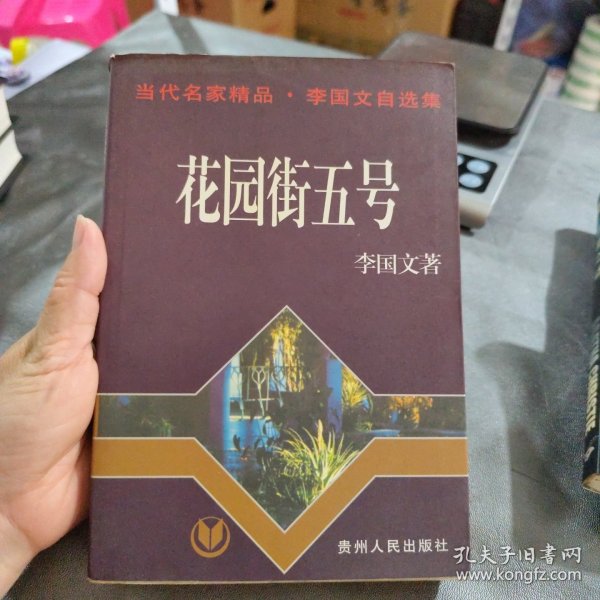 当代名家精品·李国文自选集
花园街五号
李国文著
贵州人民出版社
孔夫子旧书网
www.kongfz.com